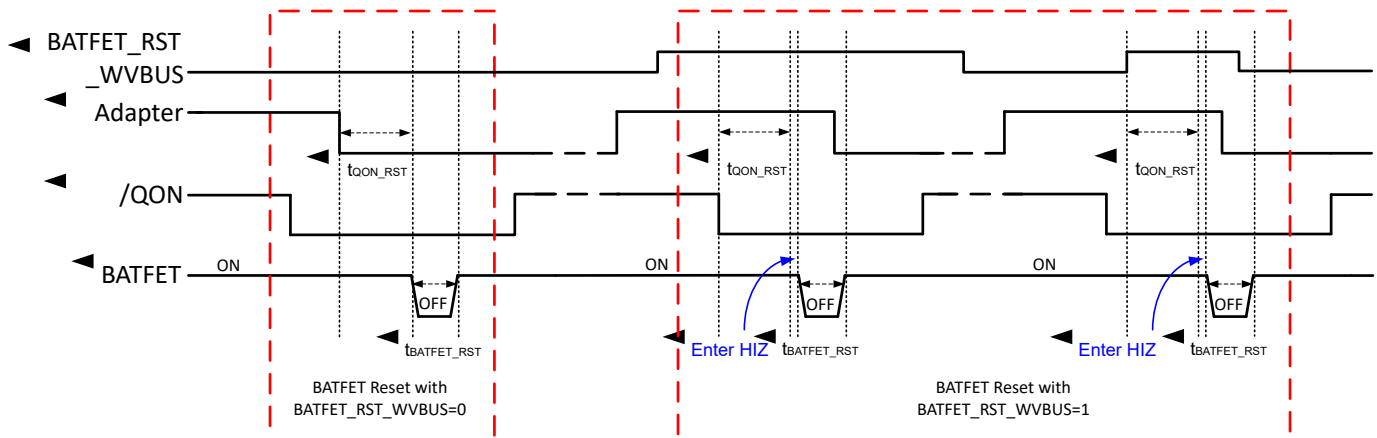 BATFET_RST
_WVBUS
Adapter
tQON_RST tQON_RST tQON_RST
/QON
BATFET ON ON ON
OFF OFF OFF
tBATFET_RST Enter HIZ tBATFET_RST Enter HIZ tBATFET_RST
BATFET Reset with
BATFET_RST_WVBUS=0
BATFET Reset with
BATFET_RST_WVBUS=1